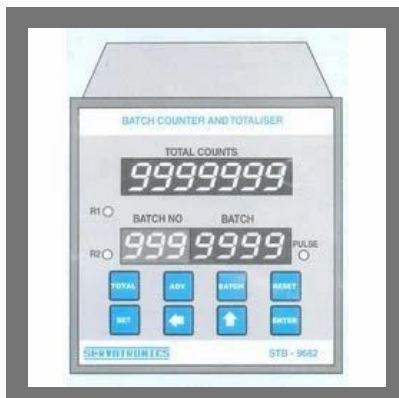 BATCH COUNTER AND TOTALISER
TOTAL COUNTS
9999999
R1
BATCH NO BATCH
R2 999 9999 PULSE
TOTAL ADV BATCH RESET
SET ENTER
SERVOTRONICS STB - 9682